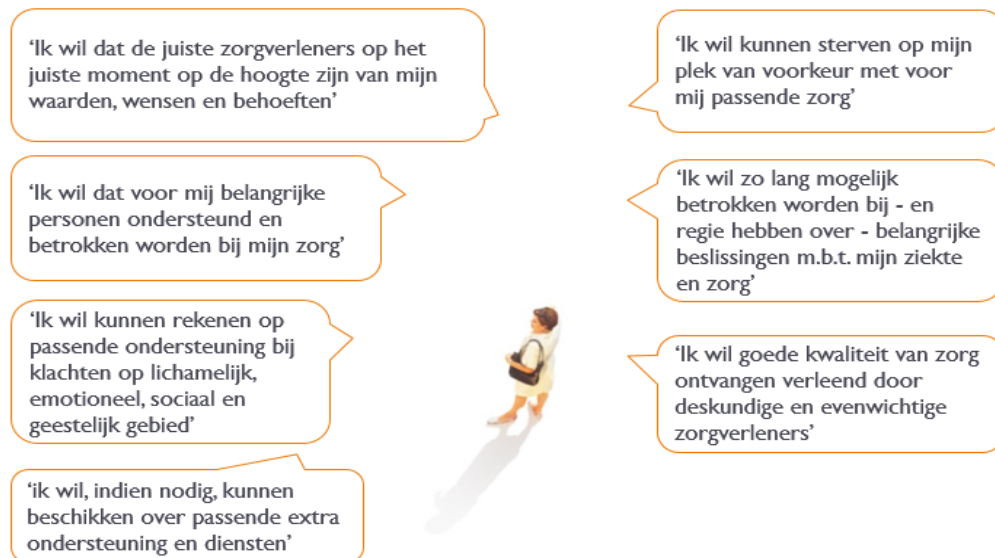 ‘Ik wil dat de juiste zorgverleners op het
juiste moment op de hoogte zijn van mijn
waarden, wensen en behoeften’
‘Ik wil dat voor mij belangrijke
personen ondersteund en
betrokken worden bij mijn zorg’
‘Ik wil kunnen rekenen op
passende ondersteuning bij
klachten op lichamelijk,
emotioneel, sociaal en
geestelijk gebied’
‘ik wil, indien nodig, kunnen
beschikken over passende extra
ondersteuning en diensten’
‘Ik wil kunnen sterven op mijn
plek van voorkeur met voor
mij passende zorg’
‘Ik wil zo lang mogelijk
betrokken worden bij - en
regie hebben over - belangrijke
beslissingen m.b.t. mijn ziekte
en zorg’
‘Ik wil goede kwaliteit van zorg
ontvangen verleend door
deskundige en evenwichtige
zorgverleners’